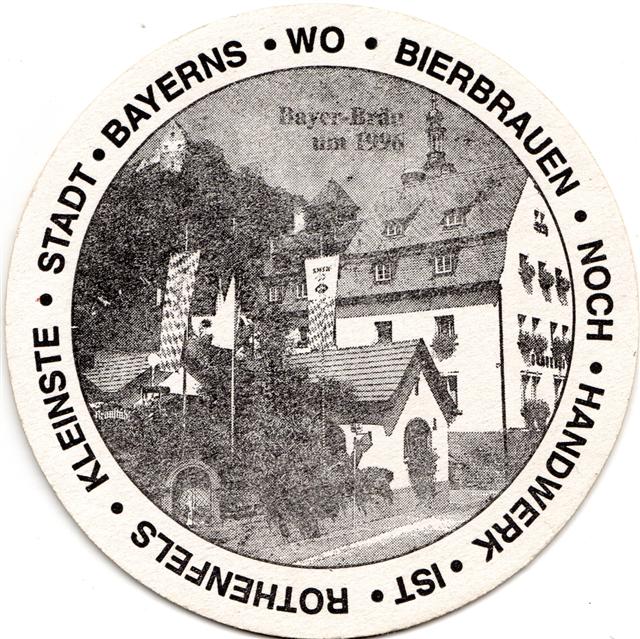 ROTHENFELS • KLEINSTE • STADT • BAYERNS • WO • BIERBRAUEN • NOCH • HANDWERK • IST •
Bayer-Bräu
um 1996